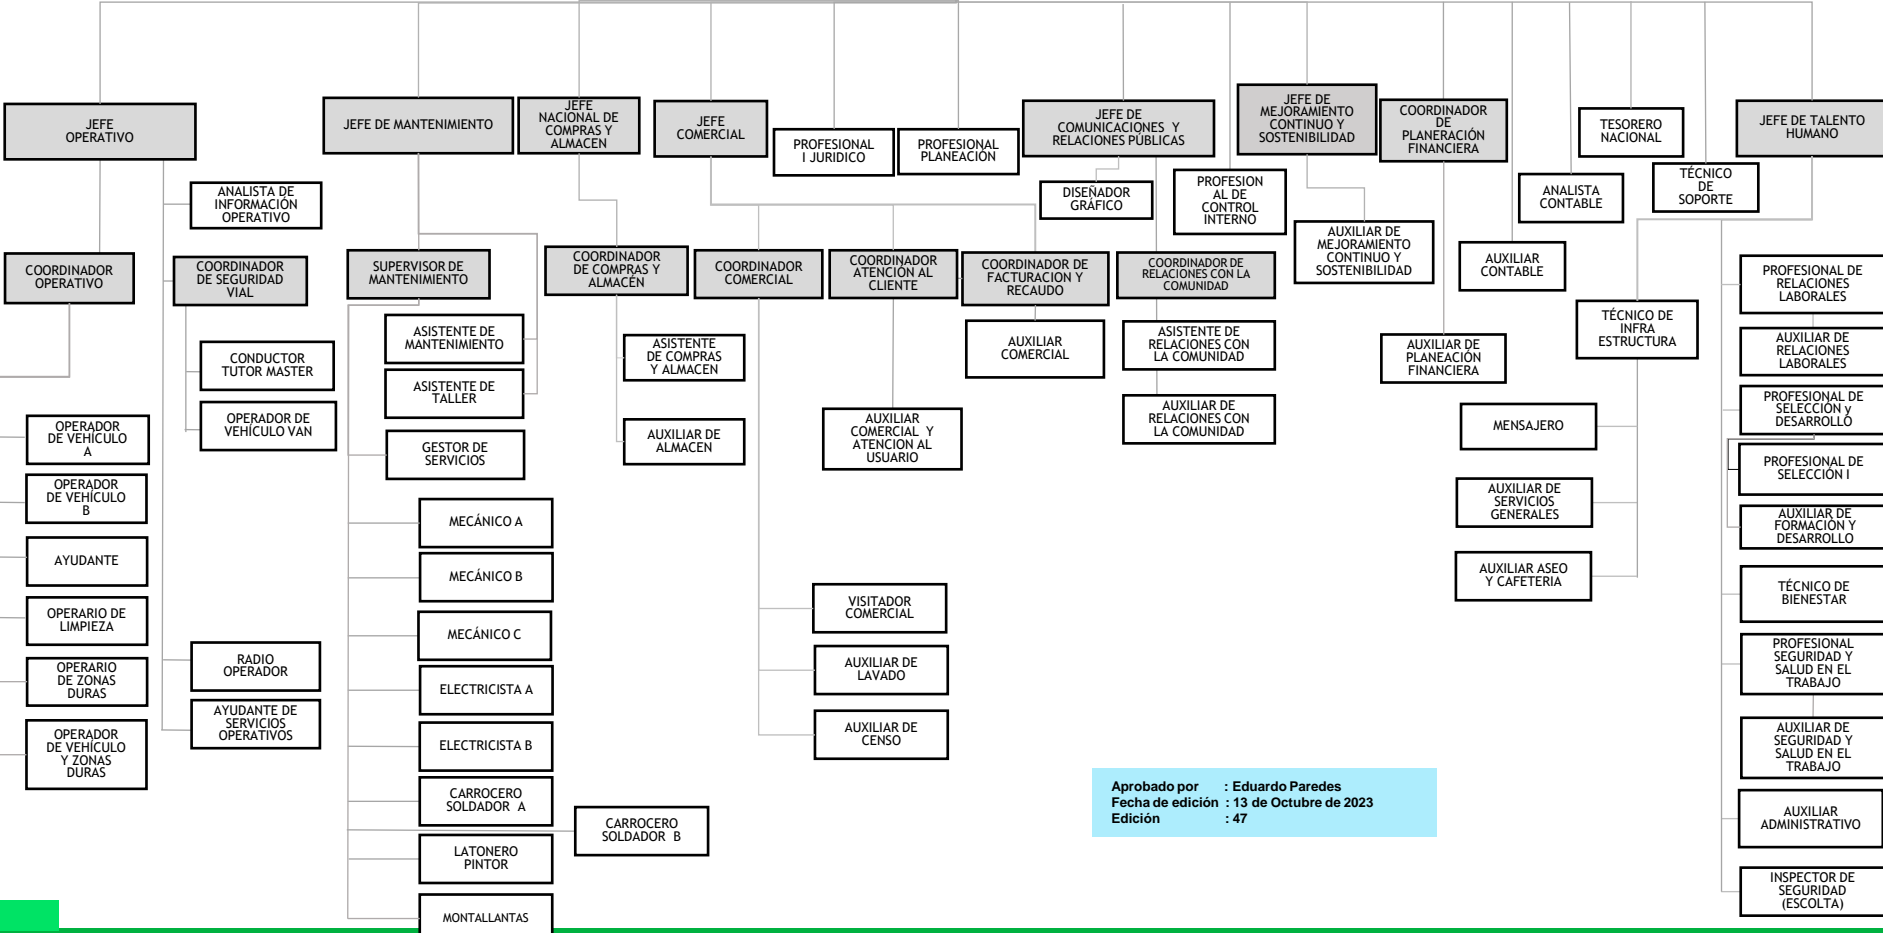 JEFE
OPERATIVO
JEFE DE MANTENIMIENTO
JEFE
NACIONAL DE
COMPRAS Y
ALMACEN
JEFE
COMERCIAL
PROFESIONAL
I JURIDICO
PROFESIONAL
PLANEACIÓN
JEFE DE
COMUNICACIONES Y
RELACIONES PÚBLICAS
JEFE DE
MEJORAMIENTO
CONTINUO Y
SOSTENIBILIDAD
COORDINADOR
DE
PLANERACIÓN
FINANCIERA
TESORERO
NACIONAL
JEFE DE TALENTO
HUMANO
ANALISTA DE
INFORMACIÓN
OPERATIVO
DISEÑADOR
GRÁFICO
PROFESION
AL DE
CONTROL
INTERNO
ANALISTA
CONTABLE
TÉCNICO
DE
SOPORTE
AUXILIAR DE
MEJORAMIENTO
CONTINUO Y
SOSTENIBILIDAD
AUXILIAR
CONTABLE
COORDINADOR
OPERATIVO
COORDINADOR
DE SEGURIDAD
VIAL
SUPERVISOR DE
MANTENIMIENTO
COORDINADOR
DE COMPRAS Y
ALMACÉN
COORDINADOR
COMERCIAL
COORDINADOR
ATENCIÓN AL
CLIENTE
COORDINADOR DE
FACTURACION Y
RECAUDO
COORDINADOR DE
RELACIONES CON LA
COMUNIDAD
PROFESIONAL DE
RELACIONES
LABORALES
ASISTENTE DE
MANTENIMIENTO
ASISTENTE
DE COMPRAS
Y ALMACEN
AUXILIAR
COMERCIAL
ASISTENTE DE
RELACIONES CON
LA COMUNIDAD
AUXILIAR DE
PLANEACIÓN
FINANCIERA
TÉCNICO DE
INFRA
ESTRUCTURA
AUXILIAR DE
RELACIONES
LABORALES
CONDUCTOR
TUTOR MASTER
ASISTENTE DE
TALLER
OPERADOR DE
VEHÍCULO VAN
AUXILIAR
COMERCIAL Y
ATENCION AL
USUARIO
AUXILIAR DE
RELACIONES CON
LA COMUNIDAD
MENSAJERO
PROFESIONAL DE
SELECCIÓN y
DESARROLLO
OPERADOR
DE VEHÍCULO
A
GESTOR DE
SERVICIOS
AUXILIAR DE
ALMACEN
PROFESIONAL DE
SELECCIÓN I
OPERADOR
DE VEHÍCULO
B
MECÁNICO A
AUXILIAR DE
SERVICIOS
GENERALES
AUXILIAR DE
FORMACIÓN Y
DESARROLLO
AYUDANTE
MECÁNICO B
AUXILIAR ASEO
Y CAFETERIA
TÉCNICO DE
BIENESTAR
OPERARIO DE
LIMPIEZA
MECÁNICO C
VISITADOR
COMERCIAL
PROFESIONAL
SEGURIDAD Y
SALUD EN EL
TRABAJO
OPERARIO
DE ZONAS
DURAS
RADIO
OPERADOR
ELECTRICISTA A
AUXILIAR DE
LAVADO
OPERADOR
DE VEHÍCULO
Y ZONAS
DURAS
AYUDANTE DE
SERVICIOS
OPERATIVOS
ELECTRICISTA B
AUXILIAR DE
CENSO
AUXILIAR DE
SEGURIDAD Y
SALUD EN EL
TRABAJO
CARROCERO
SOLDADOR A
CARROCERO
SOLDADOR B
Aprobado por : Eduardo Paredes
Fecha de edición : 13 de Octubre de 2023
Edición : 47
AUXILIAR
ADMINISTRATIVO
LATONERO
PINTOR
INSPECTOR DE
SEGURIDAD
(ESCOLTA)
MONTALLANTAS